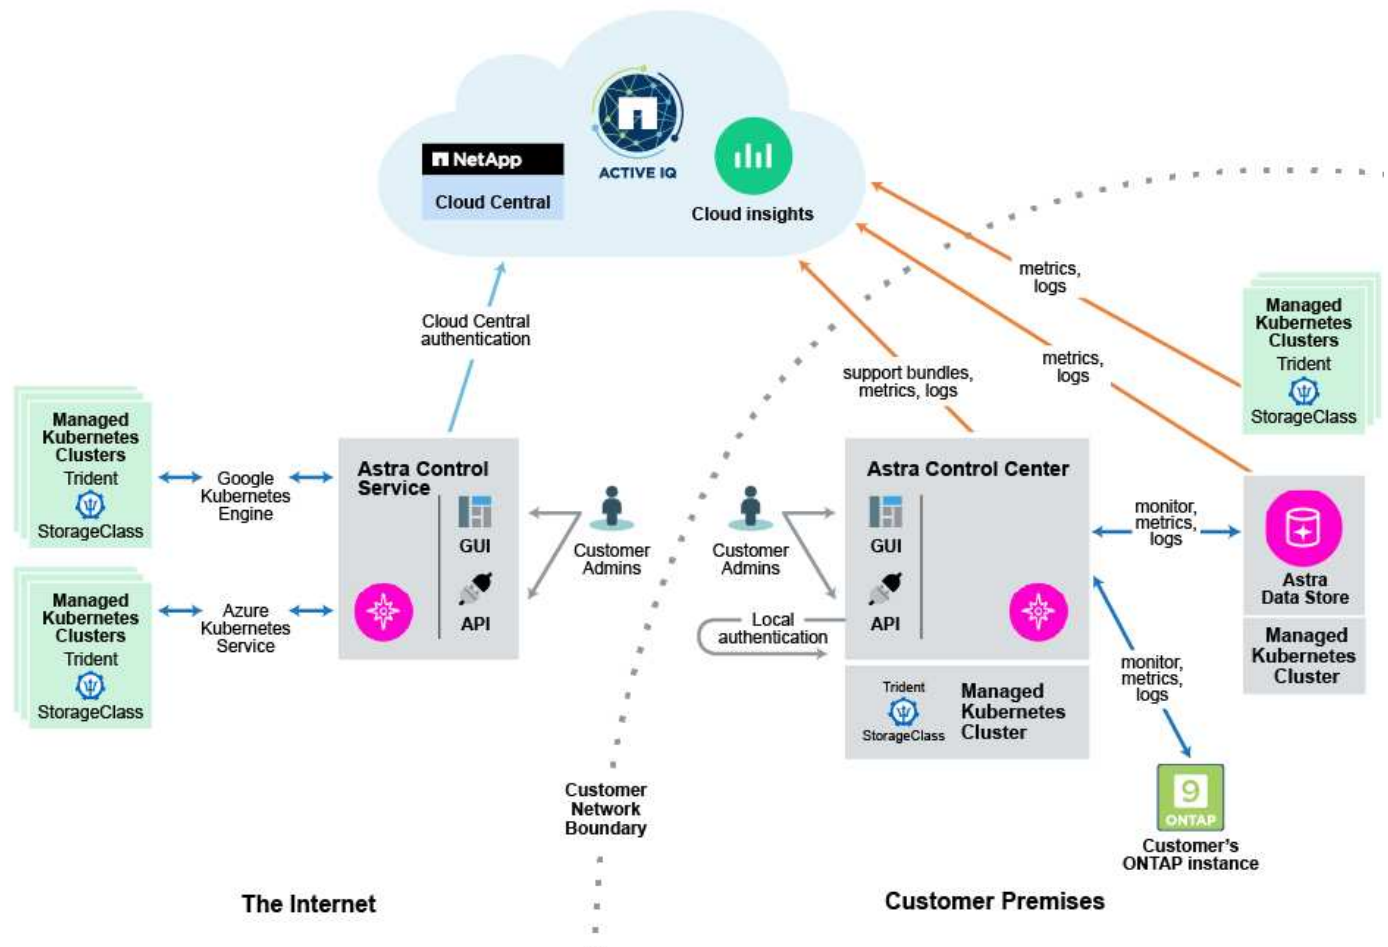 NetApp
Cloud Central
ACTIVE IQ
Cloud insights
Cloud Central
authentication
metrics,
logs
metrics,
logs
support bundles,
metrics, logs
Managed
Kubernetes
Clusters
Trident
StorageClass
Managed
Kubernetes
Clusters
Trident
StorageClass
Google
Kubernetes
Engine
Managed
Kubernetes
Clusters
Trident
StorageClass
Azure
Kubernetes
Service
Astra Control
Service
GUI
API
Customer
Admins
Customer
Admins
Astra Control Center
GUI
API
Local
authentication
Trident
StorageClass
Managed
Kubernetes
Cluster
monitor,
metrics,
logs
Astra
Data Store
Managed
Kubernetes
Cluster
monitor,
metrics,
logs
9
ONTAP
Customer's
ONTAP instance
Customer
Network
Boundary
The Internet
Customer Premises